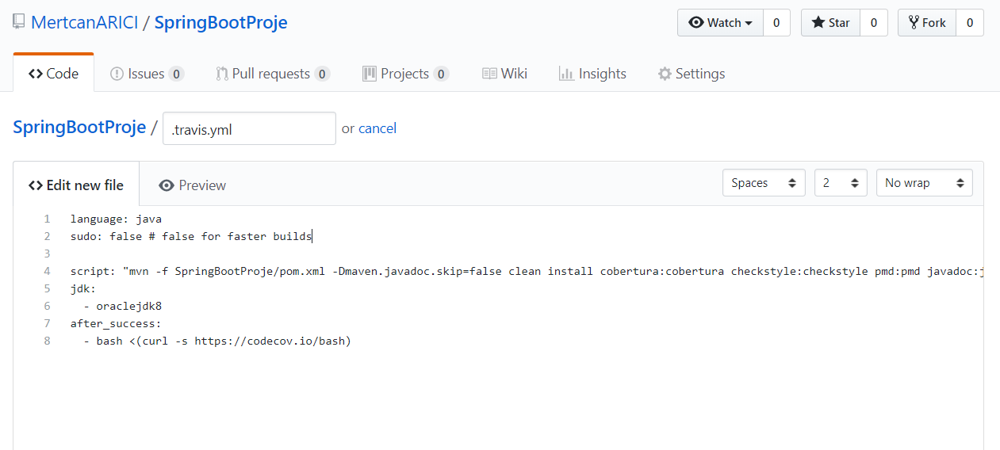 MertcanARICI / SpringBootProje
Watch 0 Star 0 Fork 0
<> Code Issues 0 Pull requests 0 Projects 0 Wiki Insights Settings
SpringBootProje / .travis.yml or cancel
<> Edit new file Preview Spaces 2 No wrap
1 language: java
2 sudo: false # false for faster builds
3
4 script: "mvn -f SpringBootProje/pom.xml -Dmaven.javadoc.skip=false clean install cobertura:cobertura checkstyle:checkstyle pmd:pmd javadoc:j
5 jdk:
6 - oraclejdk8
7 after_success:
8 - bash <(curl -s https://codecov.io/bash)